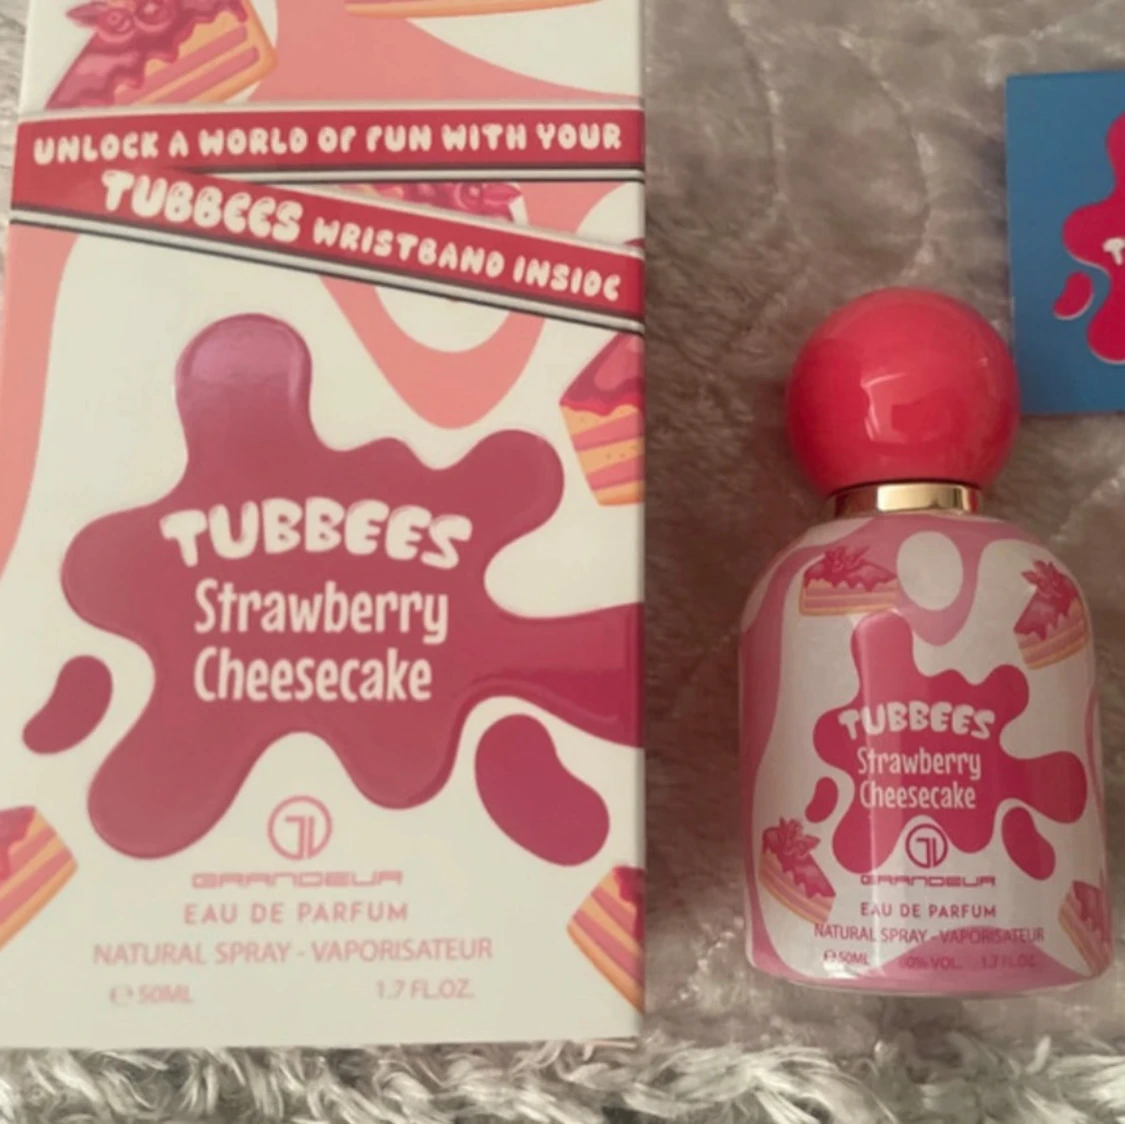 UNLOCK A WORLD OF FUN WITH YOUR
TUBBEES WRISTBAND INSIDE
TUBBEES
Strawberry
Cheesecake
GRANDEUR
EAU DE PARFUM
NATURAL SPRAY - VAPORISATEUR
℮ 50ML 1.7 FL.OZ.
TUBBEES
Strawberry
Cheesecake
GRANDEUR
EAU DE PARFUM
NATURAL SPRAY - VAPORISATEUR
℮ 50ML 80% VOL. 1.7 FL.OZ.
T